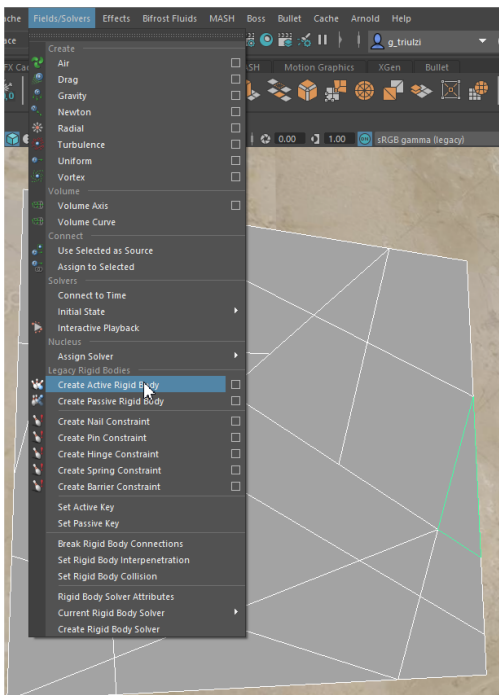 Fields/Solvers Effects Bifrost Fluids MASH Boss Bullet Cache Arnold Help
g_triulzi
Motion Graphics XGen Bullet
0.00 1.00 sRGB gamma (legacy)
Create
Air
Drag
Gravity
Newton
Radial
Turbulence
Uniform
Vortex
Volume
Volume Axis
Volume Curve
Connect
Use Selected as Source
Assign to Selected
Solvers
Connect to Time
Initial State
Interactive Playback
Nucleus
Assign Solver
Legacy Rigid Bodies
Create Active Rigid Body
Create Passive Rigid Body
Create Nail Constraint
Create Pin Constraint
Create Hinge Constraint
Create Spring Constraint
Create Barrier Constraint
Set Active Key
Set Passive Key
Break Rigid Body Connections
Set Rigid Body Interpenetration
Set Rigid Body Collision
Rigid Body Solver Attributes
Current Rigid Body Solver
Create Rigid Body Solver